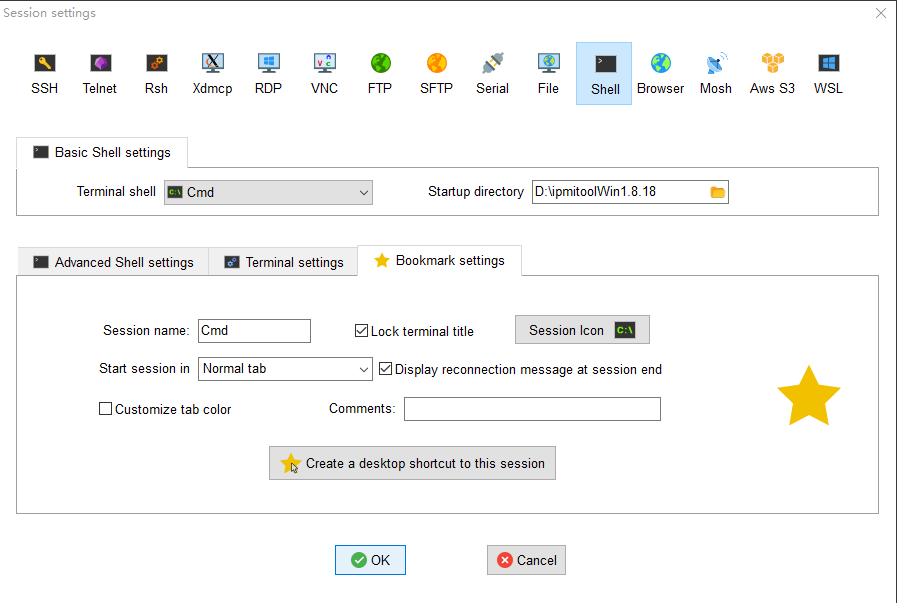 Session settings
SSH Telnet Rsh Xdmcp RDP VNC FTP SFTP Serial File Shell Browser Mosh Aws S3 WSL
Basic Shell settings
Terminal shell C:\ Cmd Startup directory D:\ipmitoolWin1.8.18
Advanced Shell settings Terminal settings Bookmark settings
Session name: Cmd Lock terminal title Session Icon C:\
Start session in Normal tab Display reconnection message at session end
Customize tab color Comments:
Create a desktop shortcut to this session
OK Cancel